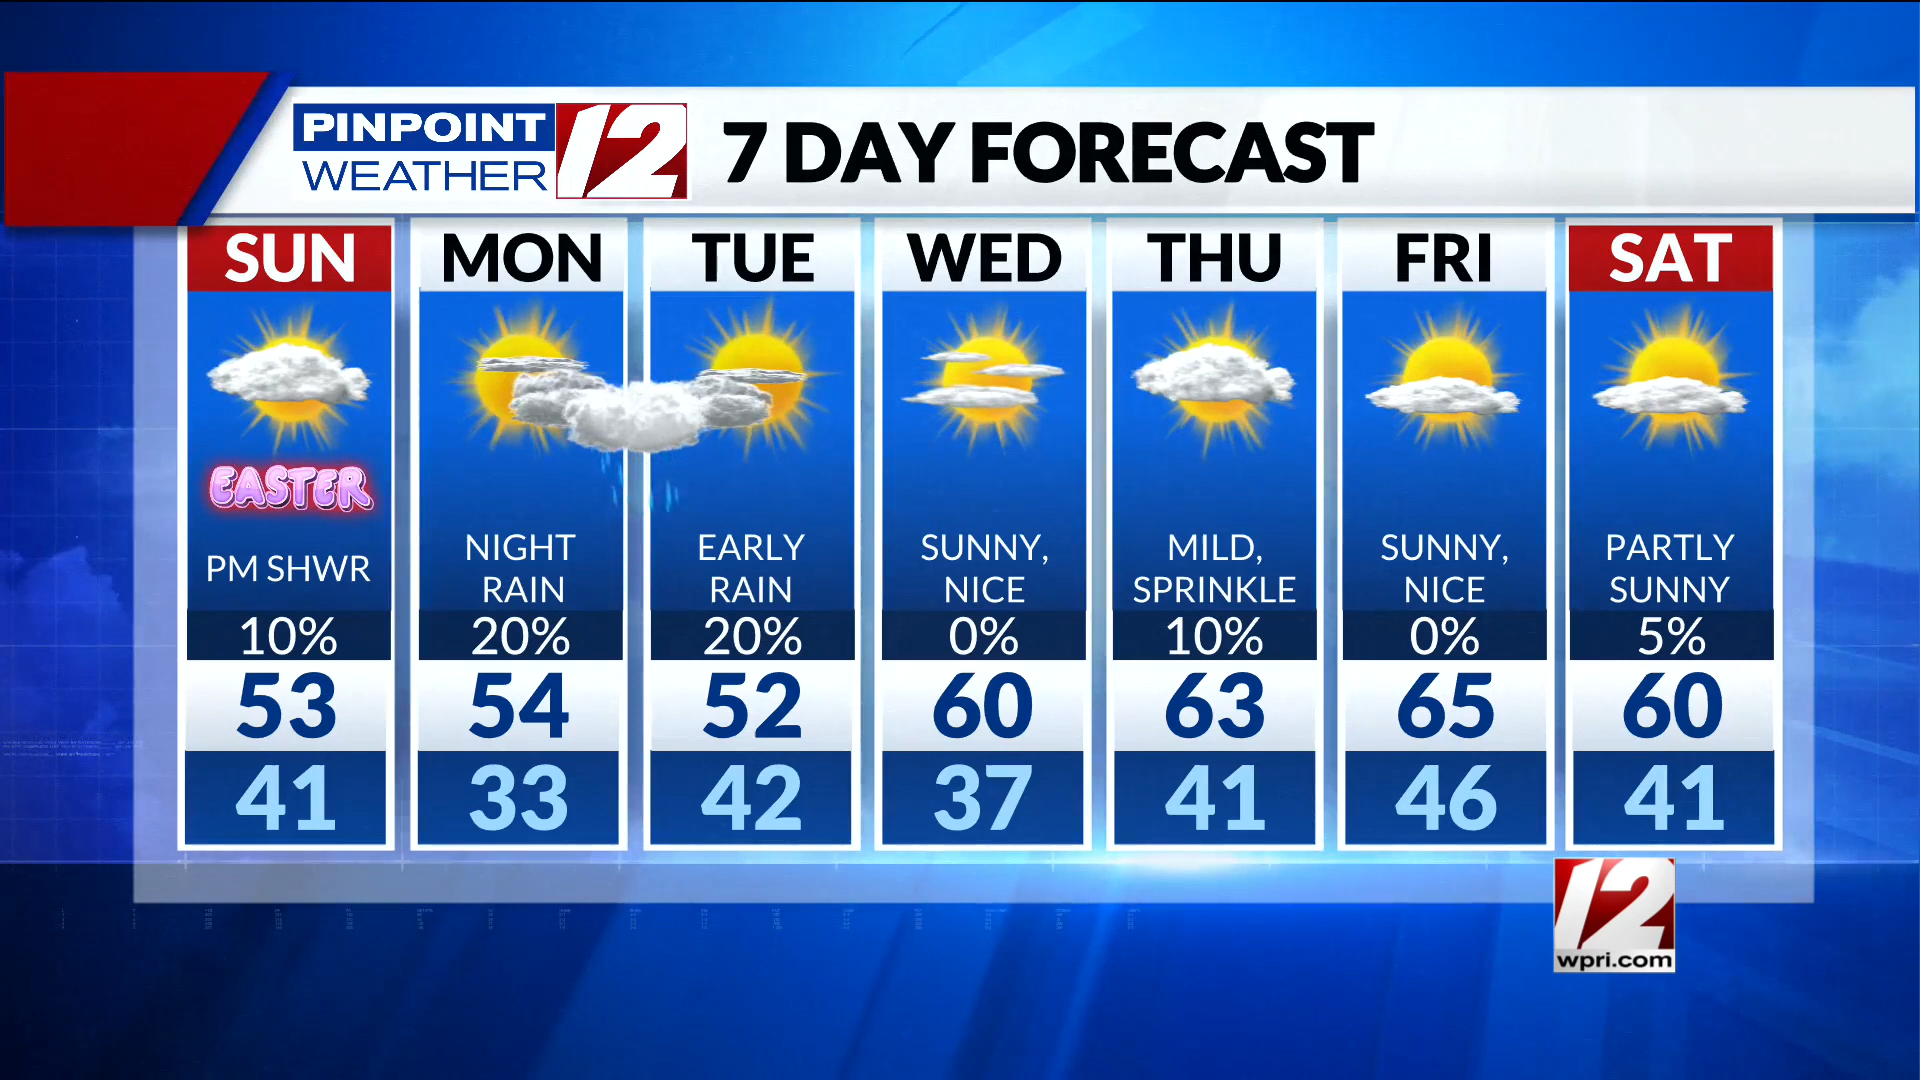 PINPOINT
WEATHER
12
7 DAY FORECAST
SUN
MON
TUE
WED
THU
FRI
SAT
EASTER
PM SHWR
NIGHT
RAIN
EARLY
RAIN
SUNNY,
NICE
MILD,
SPRINKLE
SUNNY,
NICE
PARTLY
SUNNY
10%
20%
20%
0%
10%
0%
5%
53
54
52
60
63
65
60
41
33
42
37
41
46
41
12
wpri.com